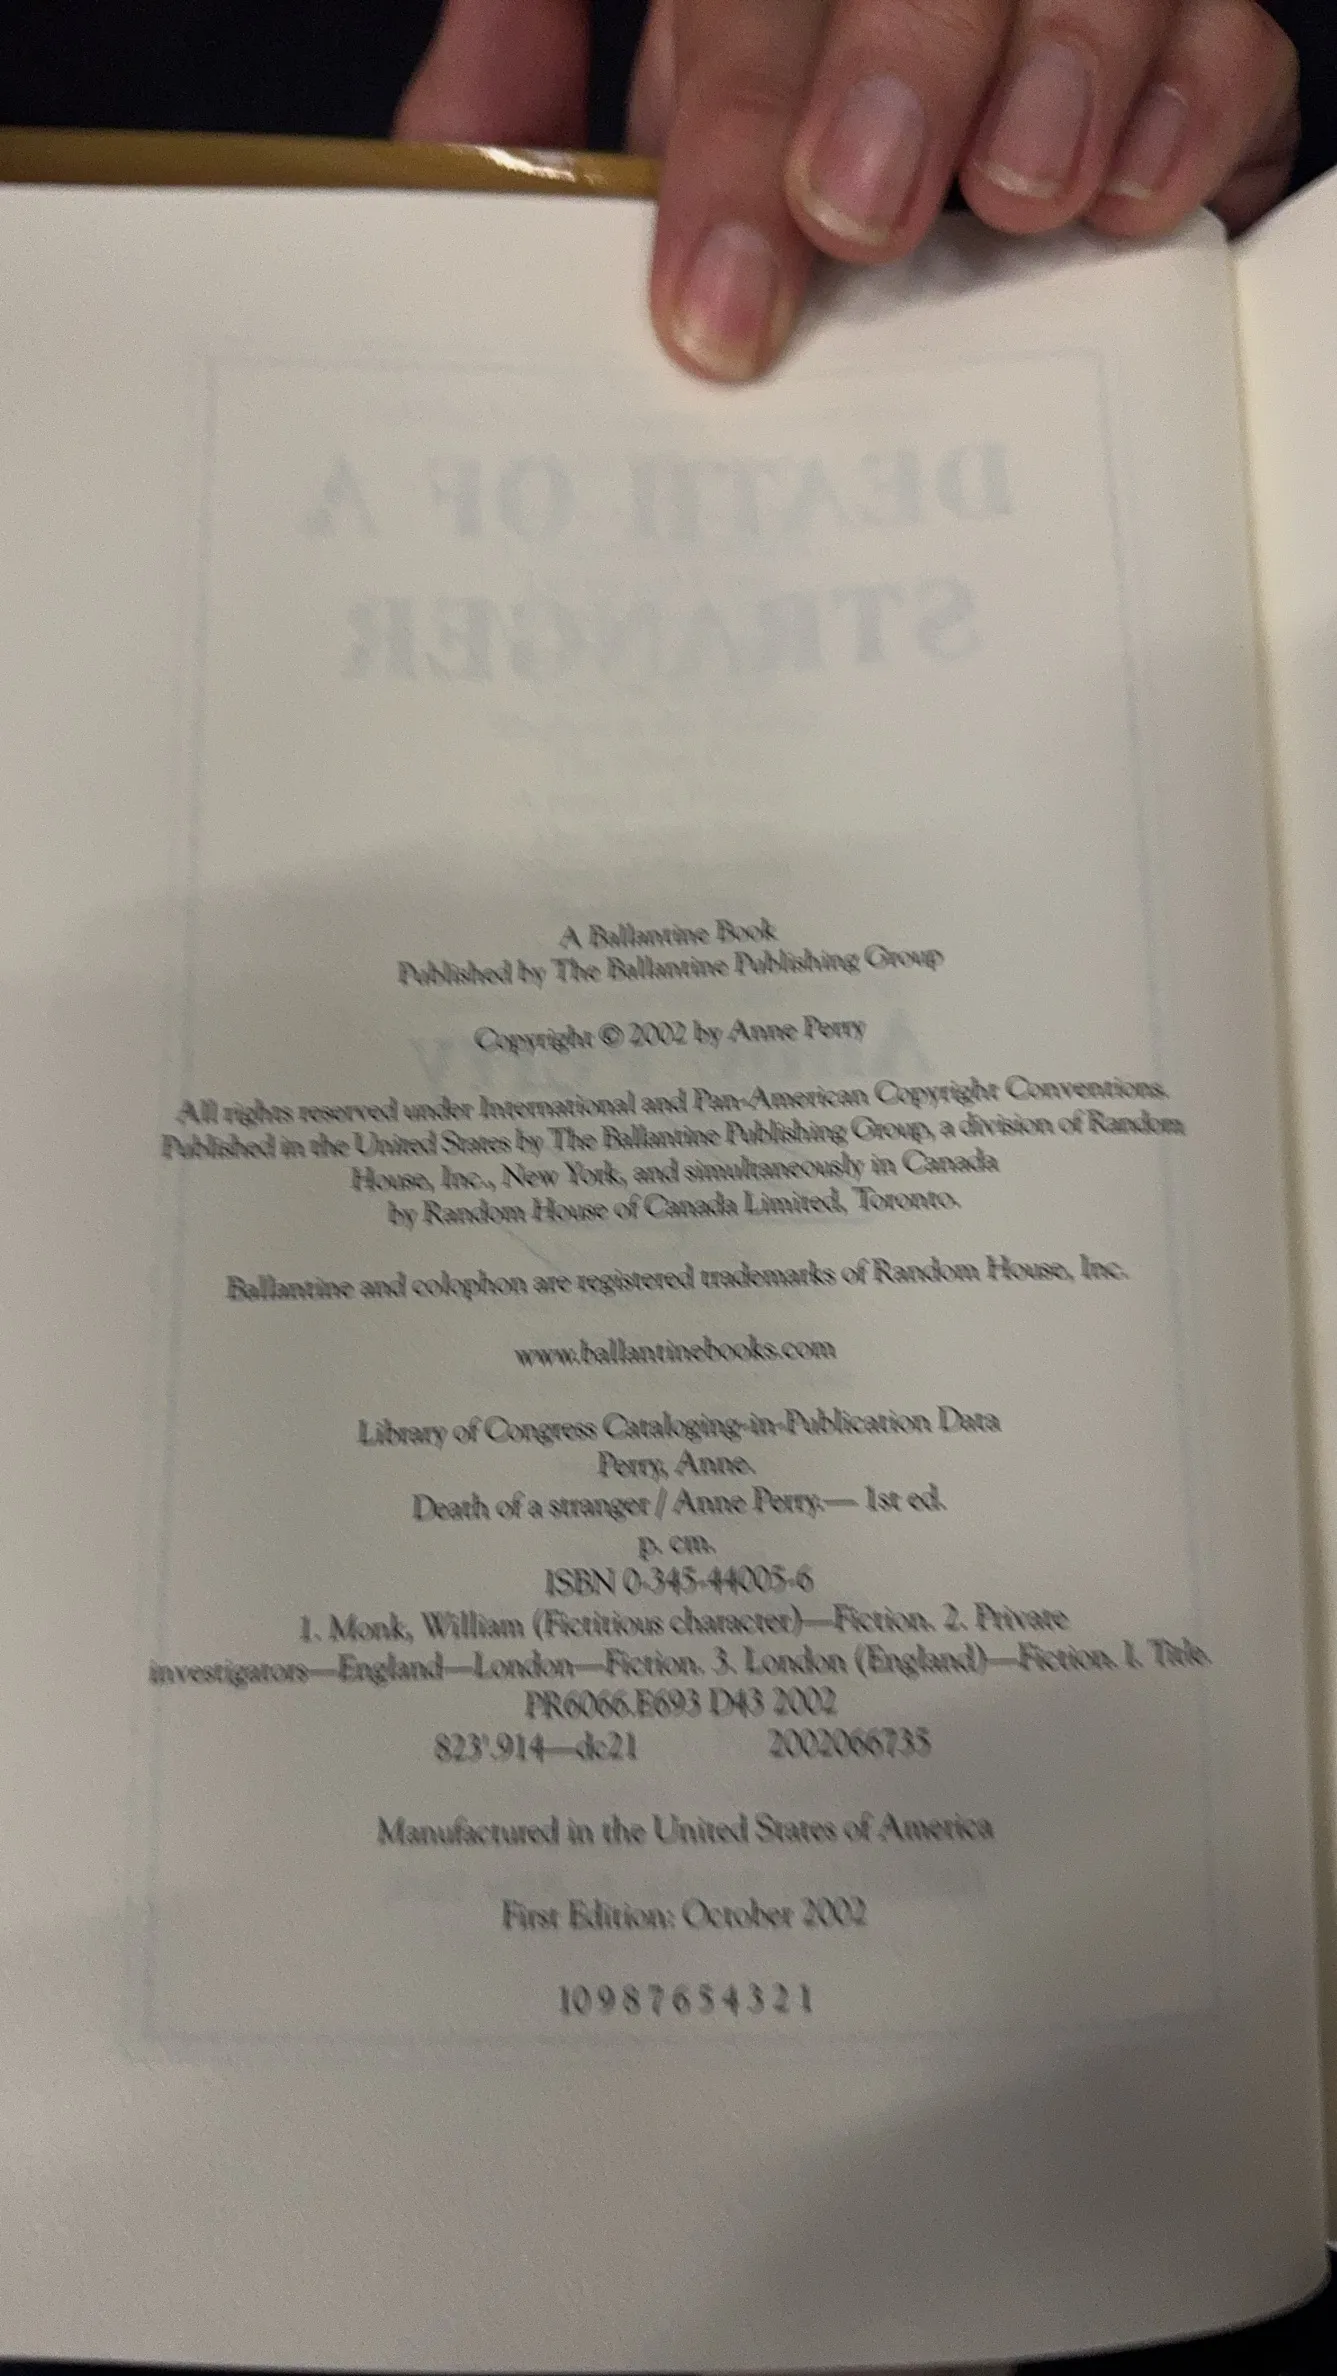 DEATH OF A
STRANGER
A Ballantine Book
Published by The Ballantine Publishing Group
Copyright © 2002 by Anne Perry
All rights reserved under International and Pan-American Copyright Conventions.
Published in the United States by The Ballantine Publishing Group, a division of Random
House, Inc., New York, and simultaneously in Canada
by Random House of Canada Limited, Toronto.
Ballantine and colophon are registered trademarks of Random House, Inc.
www.ballantinebooks.com
Library of Congress Cataloging-in-Publication Data
Perry, Anne.
Death of a stranger / Anne Perry.— 1st ed.
p. cm.
ISBN 0-345-44005-6
1. Monk, William (Fictitious character)—Fiction. 2. Private
investigators—England—London—Fiction. 3. London (England)—Fiction. I. Title.
PR6066.E693 D43 2002
823'.914—dc21 2002066735
Manufactured in the United States of America
First Edition: October 2002
10 9 8 7 6 5 4 3 2 1